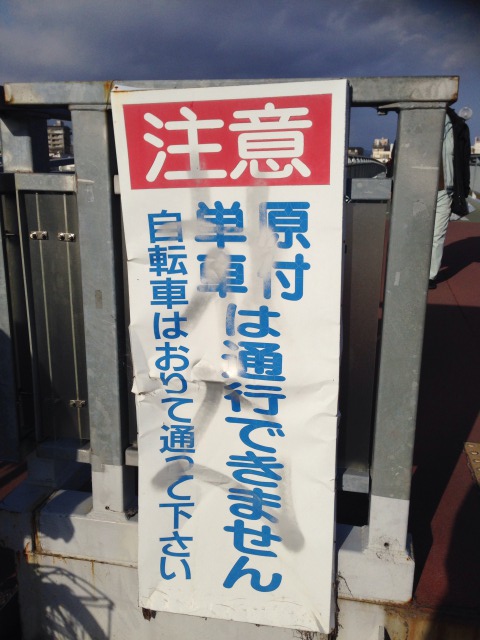 注意
原付
単車は通行できません
自転車はおりて通って下さい